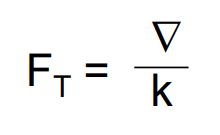 F_T = ∇ / k